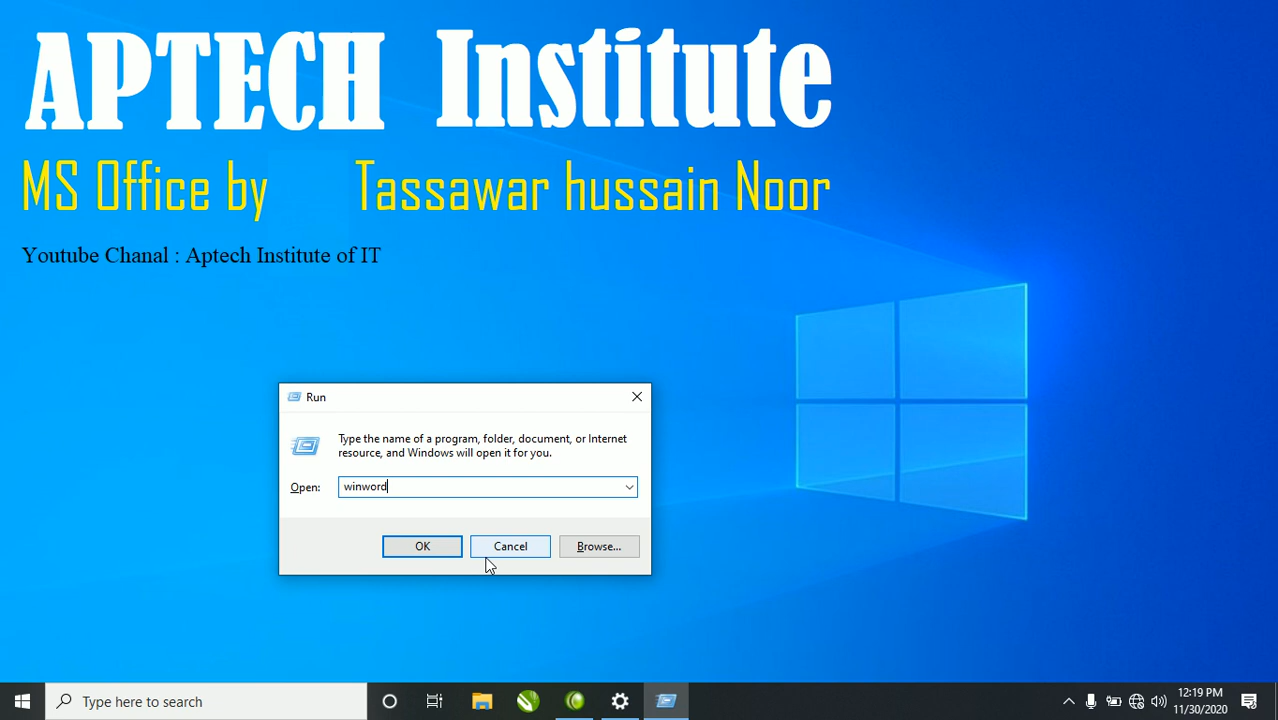 APTECH Institute
MS Office by Tassawar hussain Noor
Youtube Chanal : Aptech Institute of IT
Run
Type the name of a program, folder, document, or Internet
resource, and Windows will open it for you.
Open: winword
OK Cancel Browse...
Type here to search
12:19 PM
11/30/2020